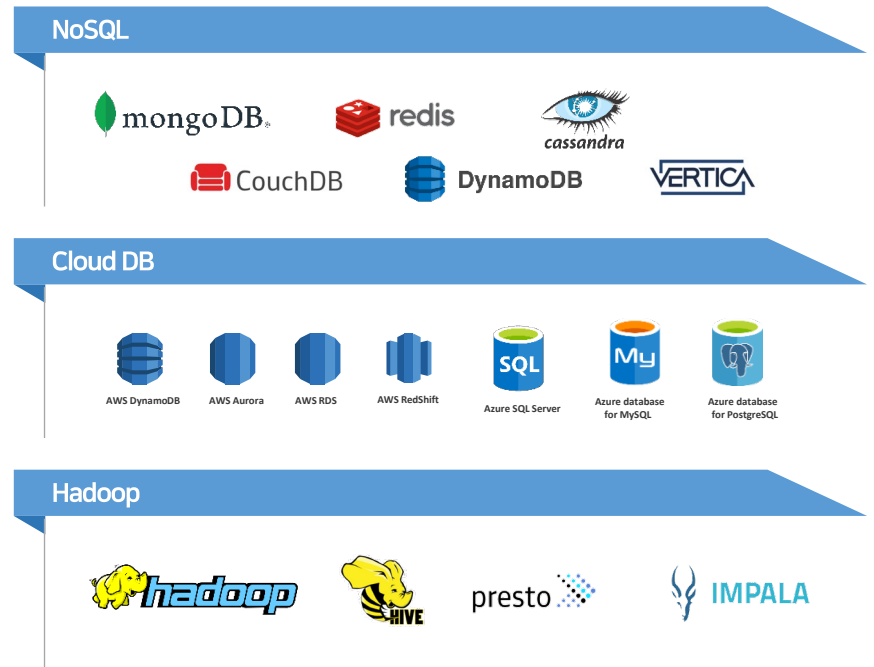 NoSQL
mongoDB®
redis
cassandra
CouchDB
DynamoDB
VERTICA
Cloud DB
SQL
My
AWS DynamoDB
AWS Aurora
AWS RDS
AWS RedShift
Azure SQL Server
Azure database
for MySQL
Azure database
for PostgreSQL
Hadoop
hadoop
HIVE
presto
IMPALA